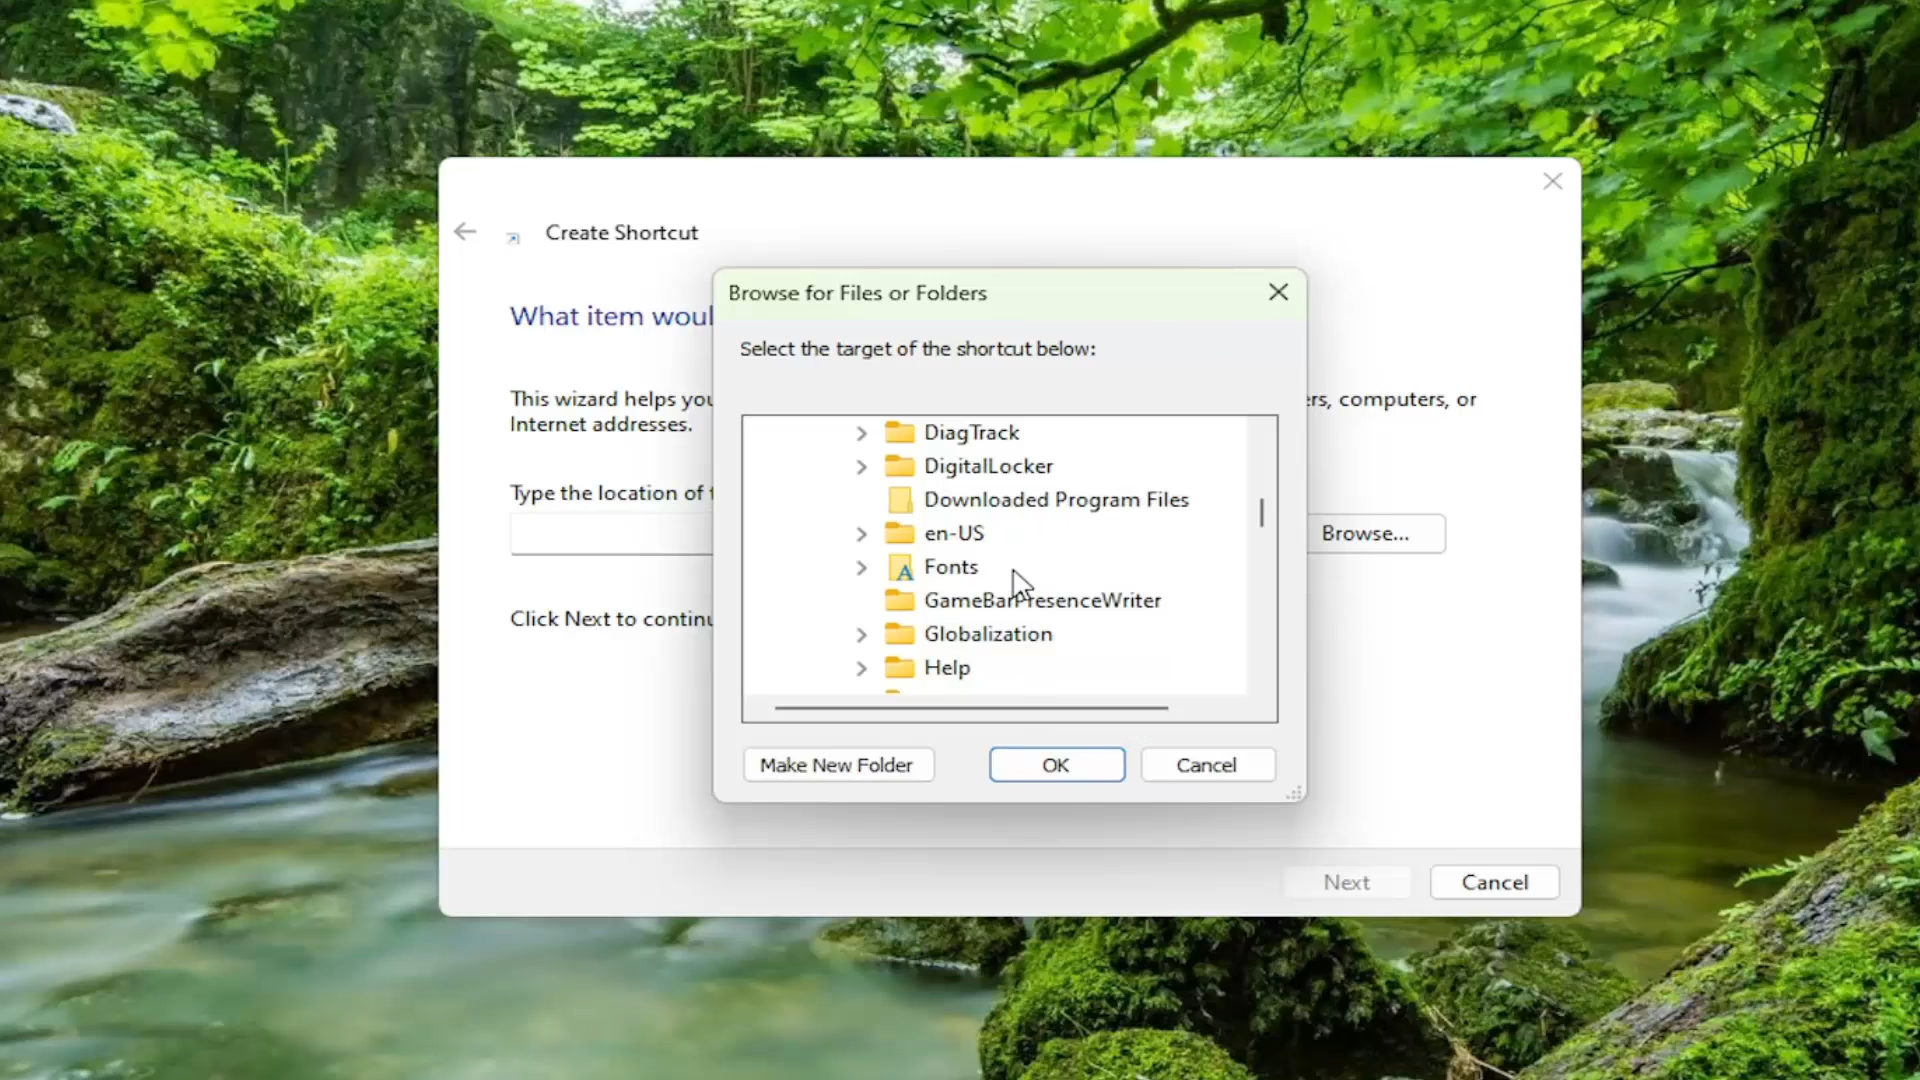 Create Shortcut
Browse for Files or Folders
What item woul
Select the target of the shortcut below:
This wizard helps you
ers, computers, or
Internet addresses.
DiagTrack
DigitalLocker
Downloaded Program Files
Type the location of
en-US
Browse...
Fonts
GameBarPresenceWriter
Click Next to continu
Globalization
Help
Make New Folder
OK
Cancel
Next
Cancel